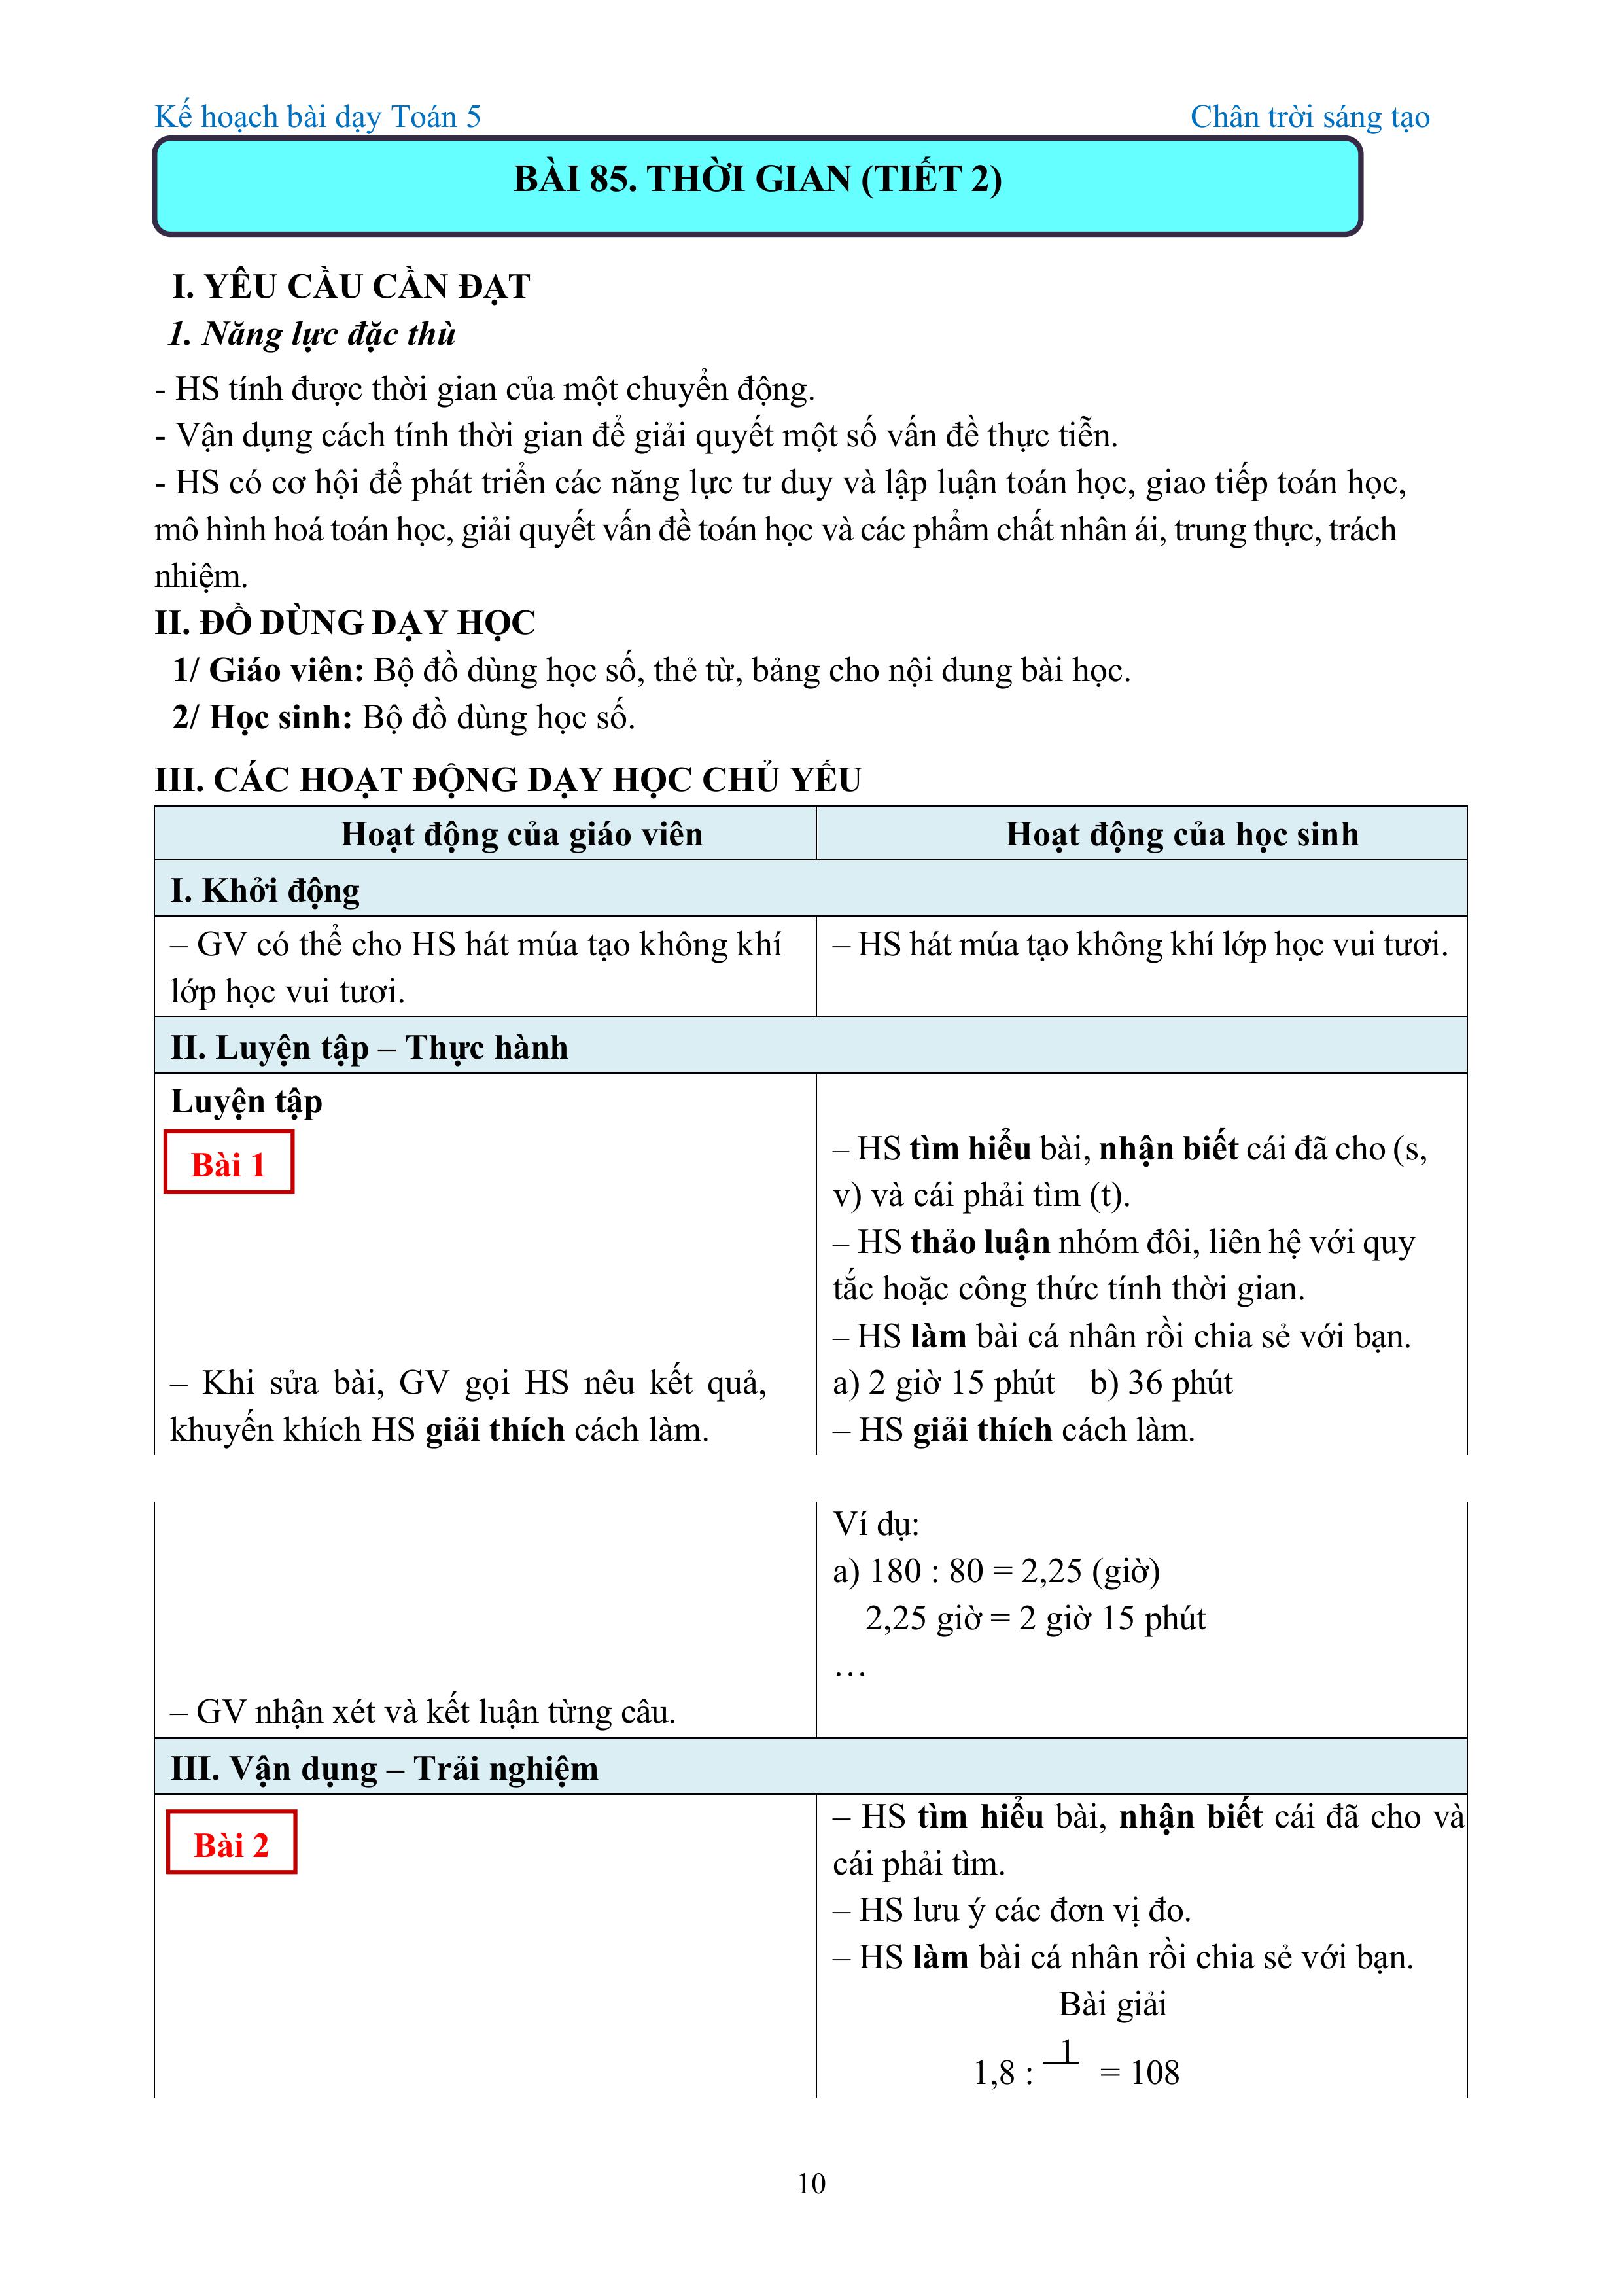 Kế hoạch bài dạy Toán 5 Chân trời sáng tạo
BÀI 85. THỜI GIAN (TIẾT 2)
I. YÊU CẦU CẦN ĐẠT
1. Năng lực đặc thù
- HS tính được thời gian của một chuyển động.
- Vận dụng cách tính thời gian để giải quyết một số vấn đề thực tiễn.
- HS có cơ hội để phát triển các năng lực tư duy và lập luận toán học, giao tiếp toán học,
mô hình hoá toán học, giải quyết vấn đề toán học và các phẩm chất nhân ái, trung thực, trách
nhiệm.
II. ĐỒ DÙNG DẠY HỌC
1/ Giáo viên: Bộ đồ dùng học số, thẻ từ, bảng cho nội dung bài học.
2/ Học sinh: Bộ đồ dùng học số.
III. CÁC HOẠT ĐỘNG DẠY HỌC CHỦ YẾU
Hoạt động của giáo viên
Hoạt động của học sinh
I. Khởi động
– GV có thể cho HS hát múa tạo không khí
lớp học vui tươi.
– HS hát múa tạo không khí lớp học vui tươi.
II. Luyện tập – Thực hành
Luyện tập
Bài 1
– Khi sửa bài, GV gọi HS nêu kết quả,
khuyến khích HS giải thích cách làm.
– HS tìm hiểu bài, nhận biết cái đã cho (s,
v) và cái phải tìm (t).
– HS thảo luận nhóm đôi, liên hệ với quy
tắc hoặc công thức tính thời gian.
– HS làm bài cá nhân rồi chia sẻ với bạn.
a) 2 giờ 15 phút b) 36 phút
– HS giải thích cách làm.
– GV nhận xét và kết luận từng câu.
Ví dụ:
a) 180 : 80 = 2,25 (giờ)
2,25 giờ = 2 giờ 15 phút
…
III. Vận dụng – Trải nghiệm
Bài 2
– HS tìm hiểu bài, nhận biết cái đã cho và
cái phải tìm.
– HS lưu ý các đơn vị đo.
– HS làm bài cá nhân rồi chia sẻ với bạn.
Bài giải
1
1,8 : = 108
10